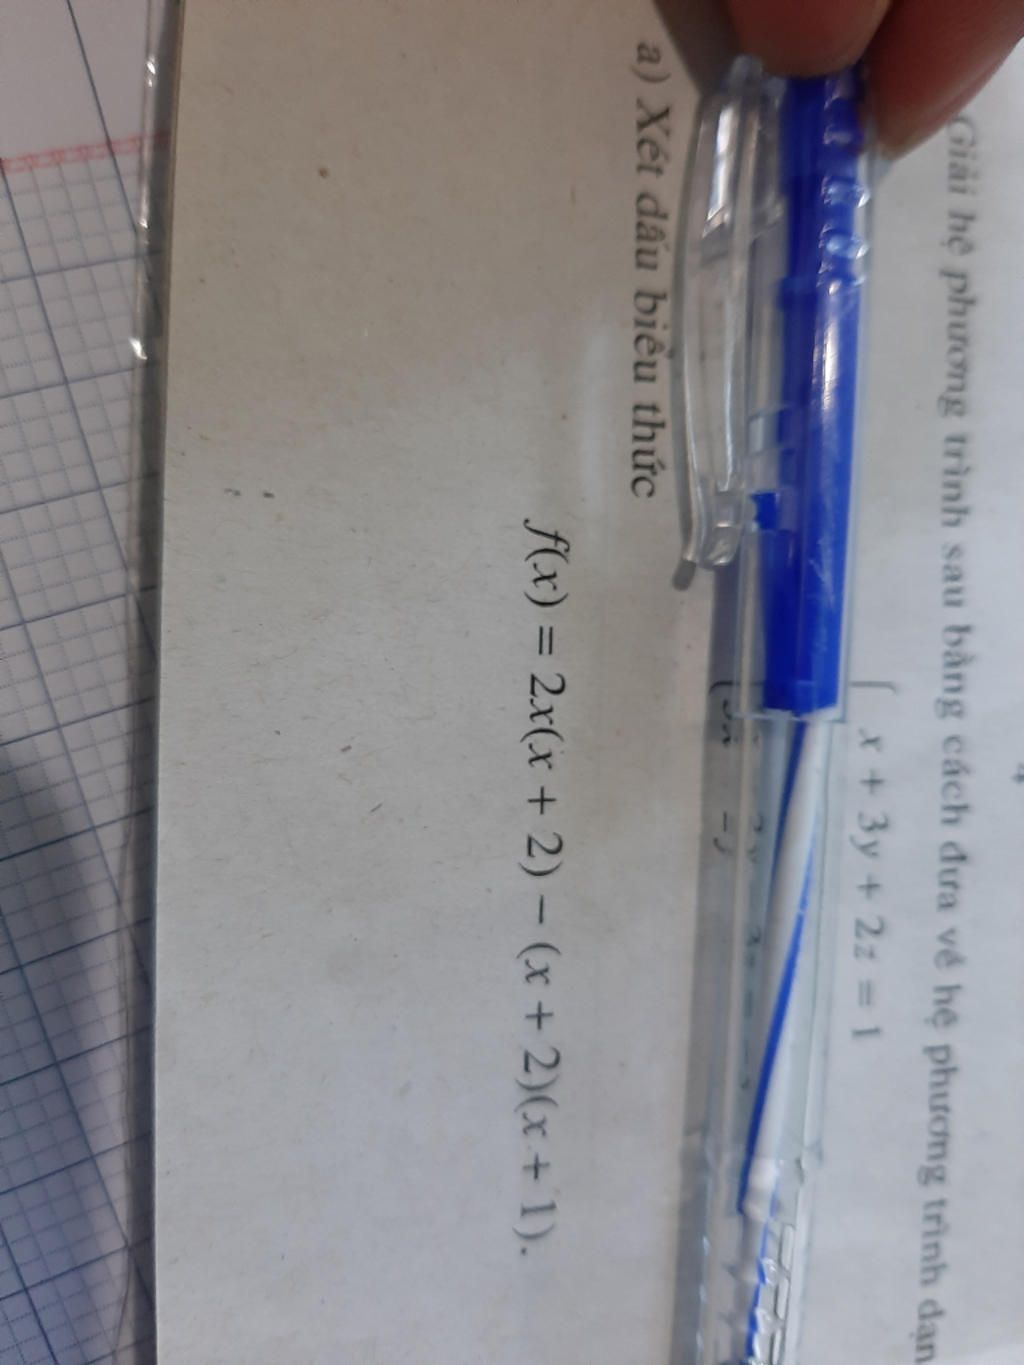 4
Giải hệ phương trình sau bằng cách đưa về hệ phương trình dạn
x + 3y + 2z = 1
a) Xét dấu biểu thức
f(x) = 2x(x + 2) − (x + 2)(x + 1).